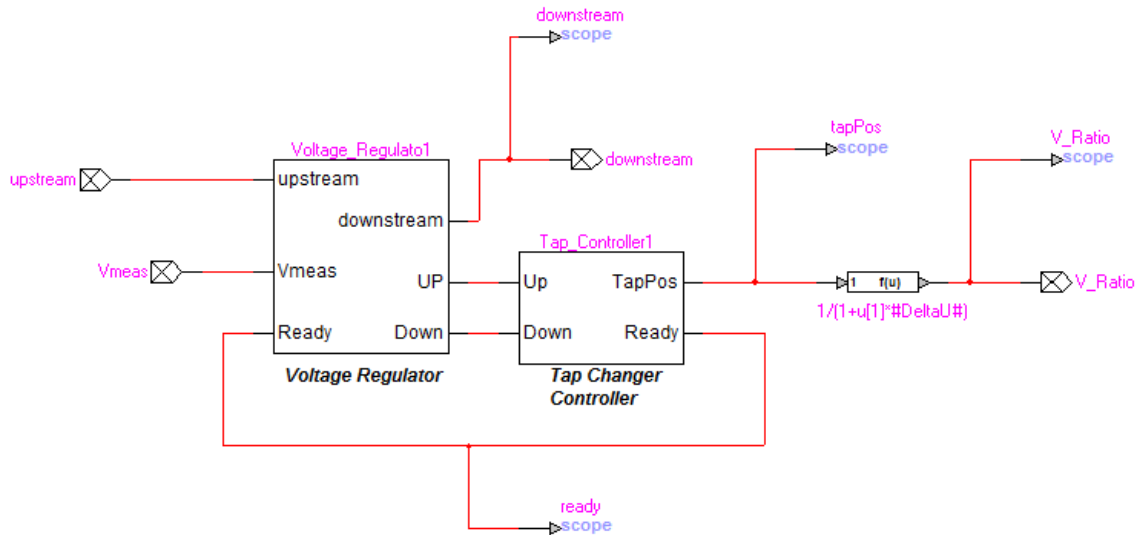 downstream
scope
tapPos
scope
V_Ratio
scope
Voltage_Regulato1
upstream
upstream
downstream
downstream
Tap_Controller1
Vmeas
Vmeas
UP
Up
TapPos
1 f(u)
V_Ratio
1/(1+u[1]*#DeltaU#)
Ready
Down
Down
Ready
Voltage Regulator
Tap Changer
Controller
ready
scope